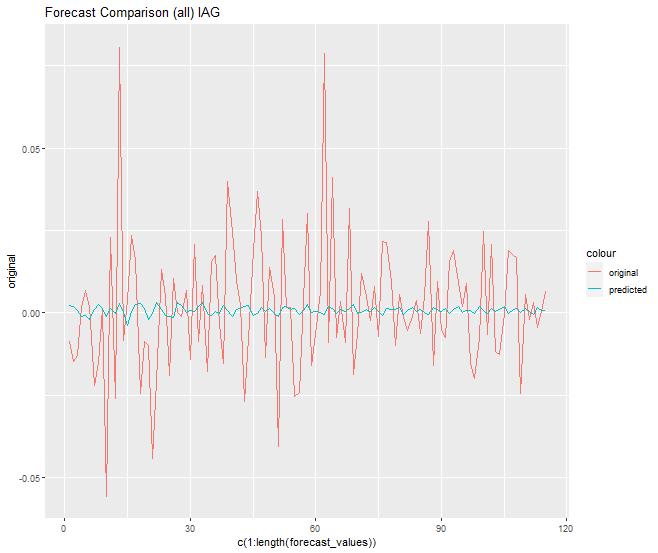 Forecast Comparison (all) IAG
0.05
0.00
-0.05
original
0
30
60
90
120
c(1:length(forecast_values))
colour
original
predicted